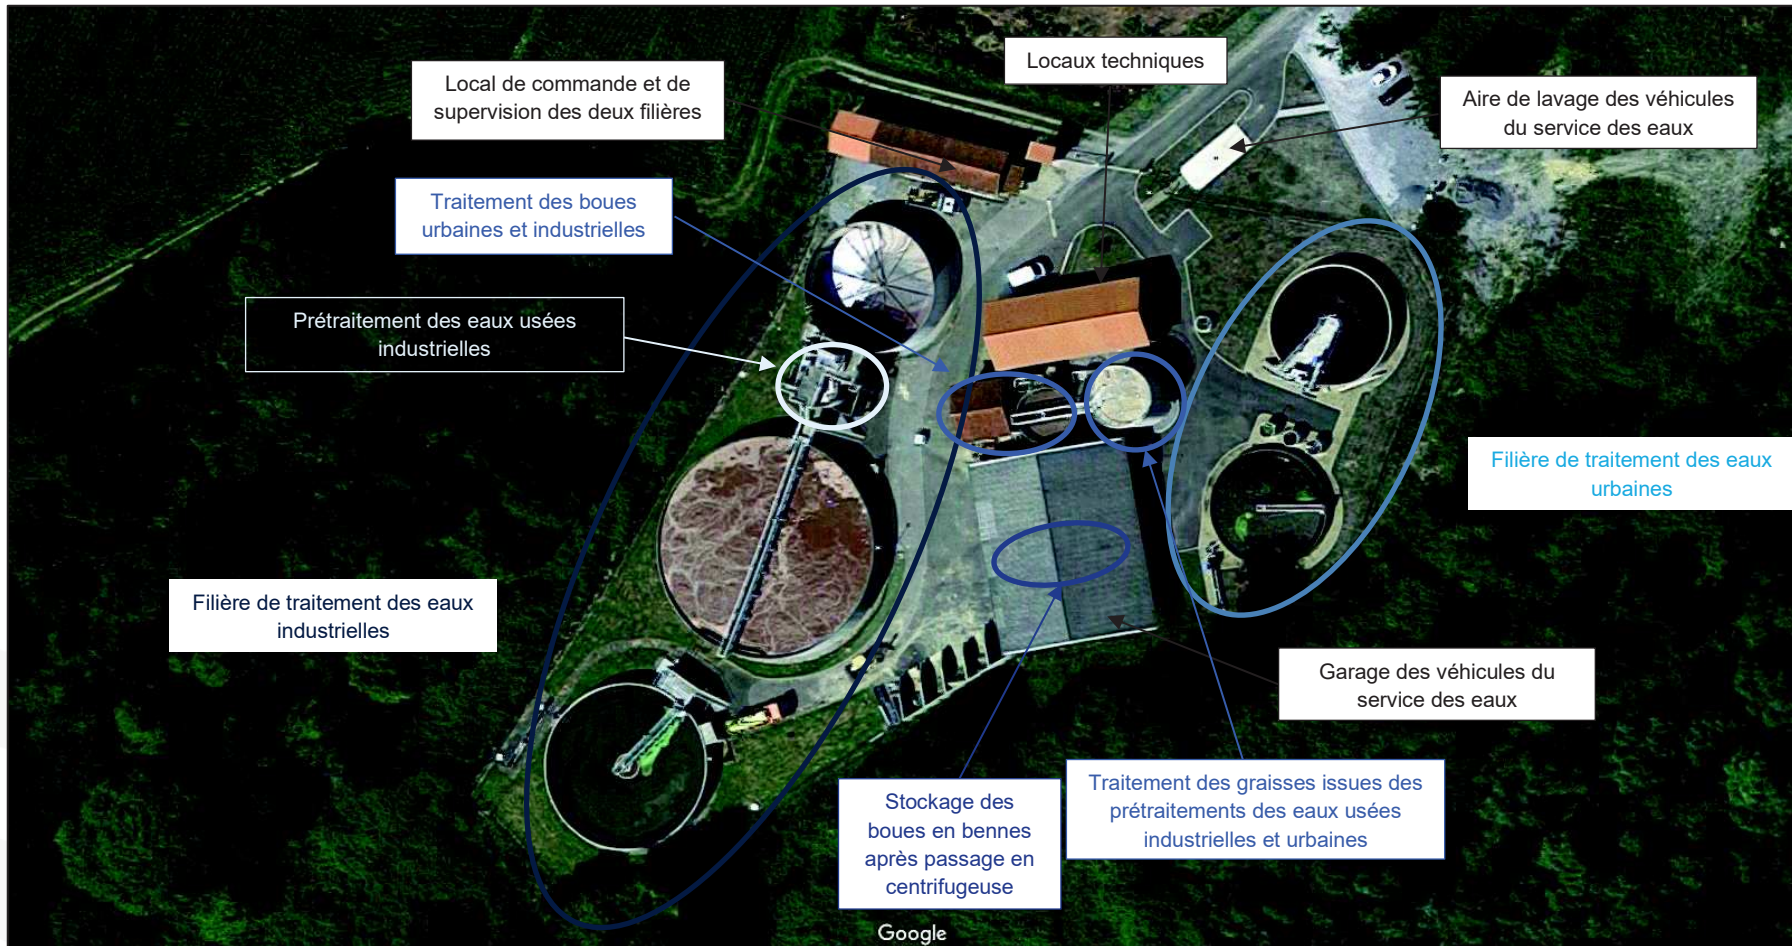 Locaux techniques
Local de commande et de
supervision des deux filières
Aire de lavage des véhicules
du service des eaux
Traitement des boues
urbaines et industrielles
Prétraitement des eaux usées
industrielles
Filière de traitement des eaux
urbaines
Filière de traitement des eaux
industrielles
Garage des véhicules du
service des eaux
Traitement des graisses issues des
prétraitements des eaux usées
industrielles et urbaines
Stockage des
boues en bennes
après passage en
centrifugeuse
Google